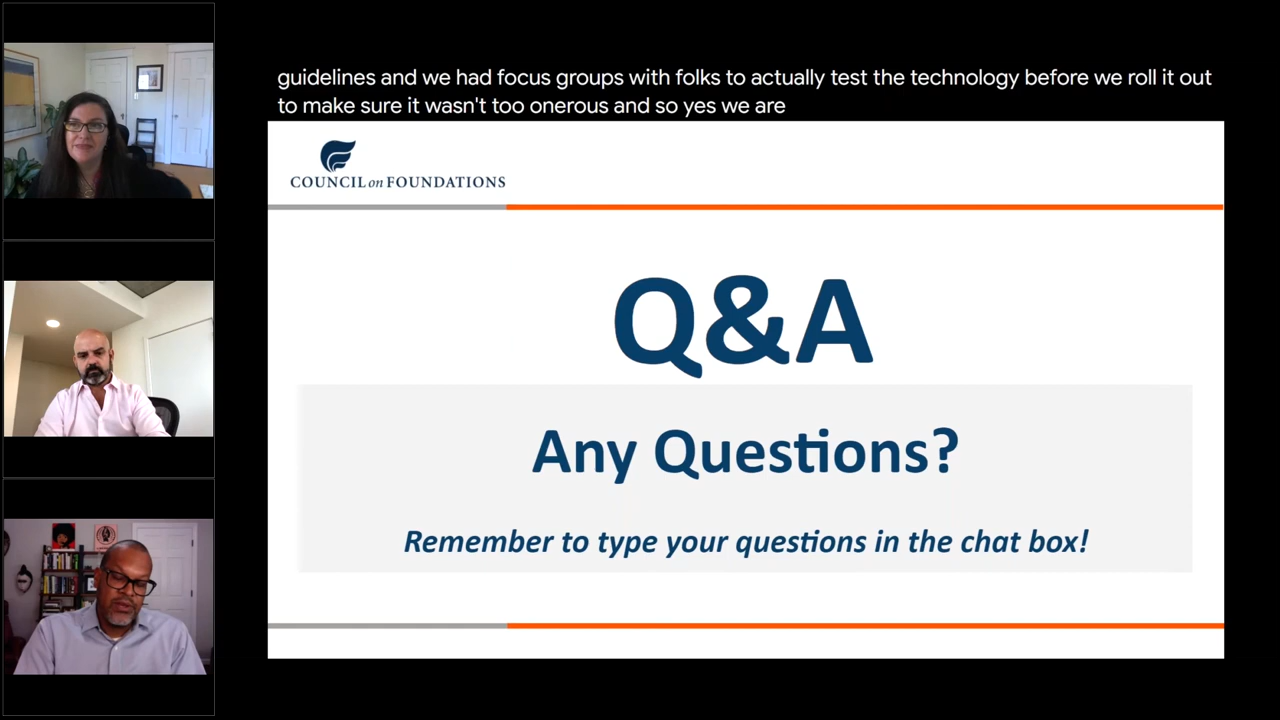 guidelines and we had focus groups with folks to actually test the technology before we roll it out
to make sure it wasn't too onerous and so yes we are
COUNCIL on FOUNDATIONS
Q&A
Any Questions?
Remember to type your questions in the chat box!